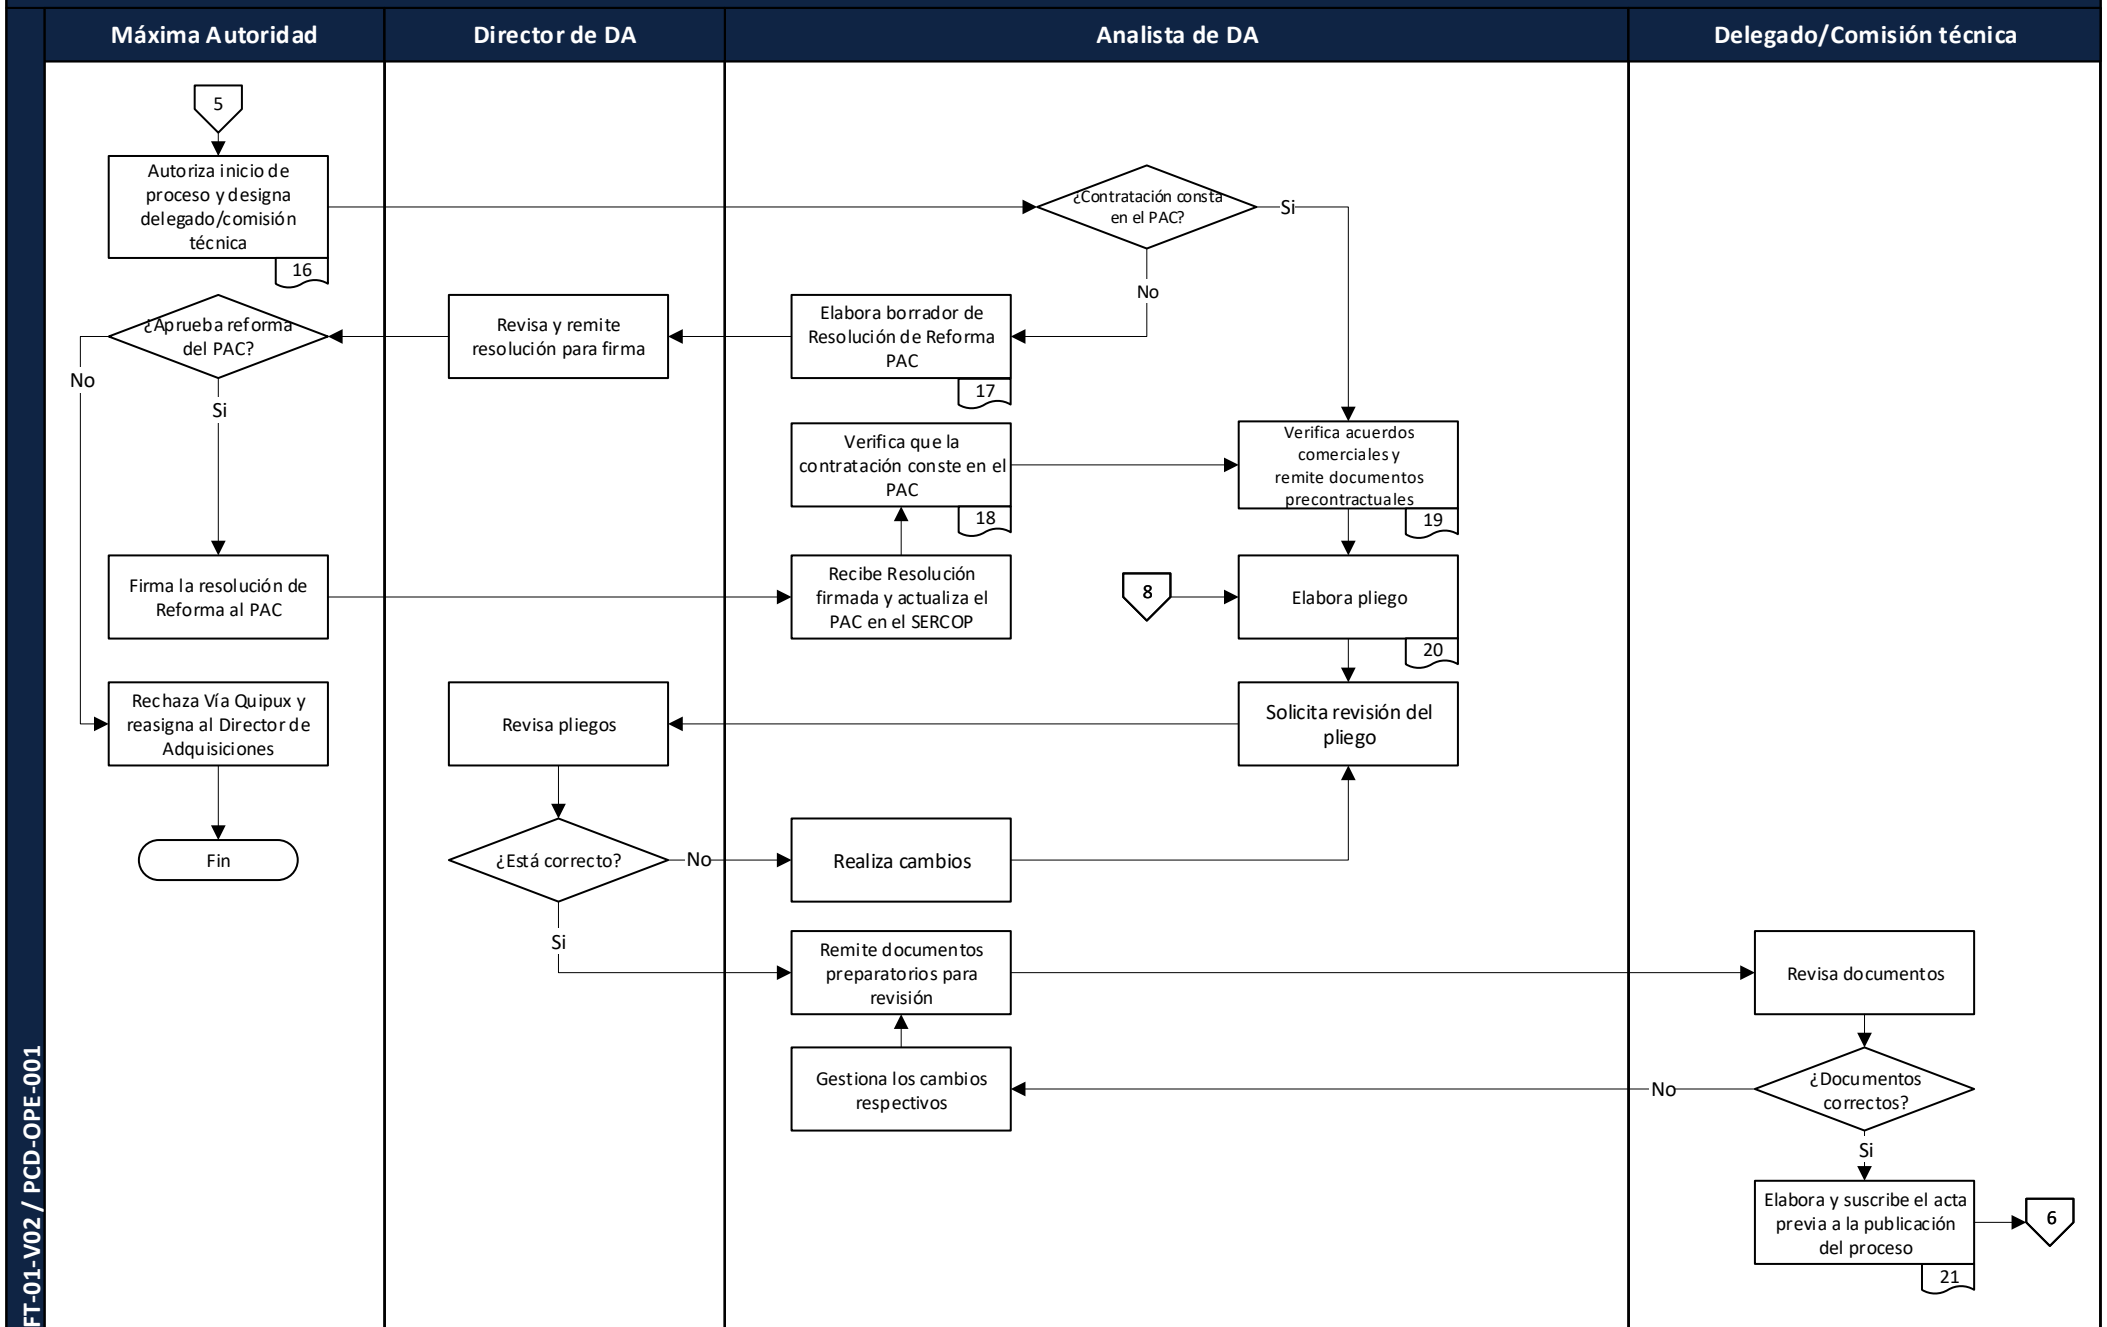 Máxima Autoridad
Director de DA
Analista de DA
Delegado/Comisión técnica
5
Autoriza inicio de
proceso y designa
delegado/comisión
técnica
16
¿Contratación consta
en el PAC?
Si
No
¿Aprueba reforma
del PAC?
No
Si
Revisa y remite
resolución para firma
Elabora borrador de
Resolución de Reforma
PAC
17
Verifica que la
contratación conste en el
PAC
18
Verifica acuerdos
comerciales y
remite documentos
precontractuales
19
Firma la resolución de
Reforma al PAC
Recibe Resolución
firmada y actualiza el
PAC en el SERCOP
8
Elabora pliego
20
Rechaza Vía Quipux y
reasigna al Director de
Adquisiciones
Revisa pliegos
Solicita revisión del
pliego
Fin
¿Está correcto?
No
Realiza cambios
Si
Remite documentos
preparatorios para
revisión
Revisa documentos
Gestiona los cambios
respectivos
No
¿Documentos
correctos?
Si
Elabora y suscribe el acta
previa a la publicación
del proceso
6
21
FT-01-V02 / PCD-OPE-001